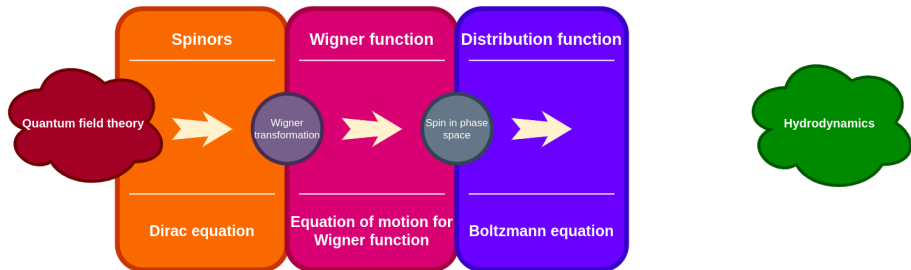 Spinors
Wigner function
Distribution function
Quantum field theory
Wigner
transformation
Spin in phase
space
Hydrodynamics
Dirac equation
Equation of motion for
Wigner function
Boltzmann equation